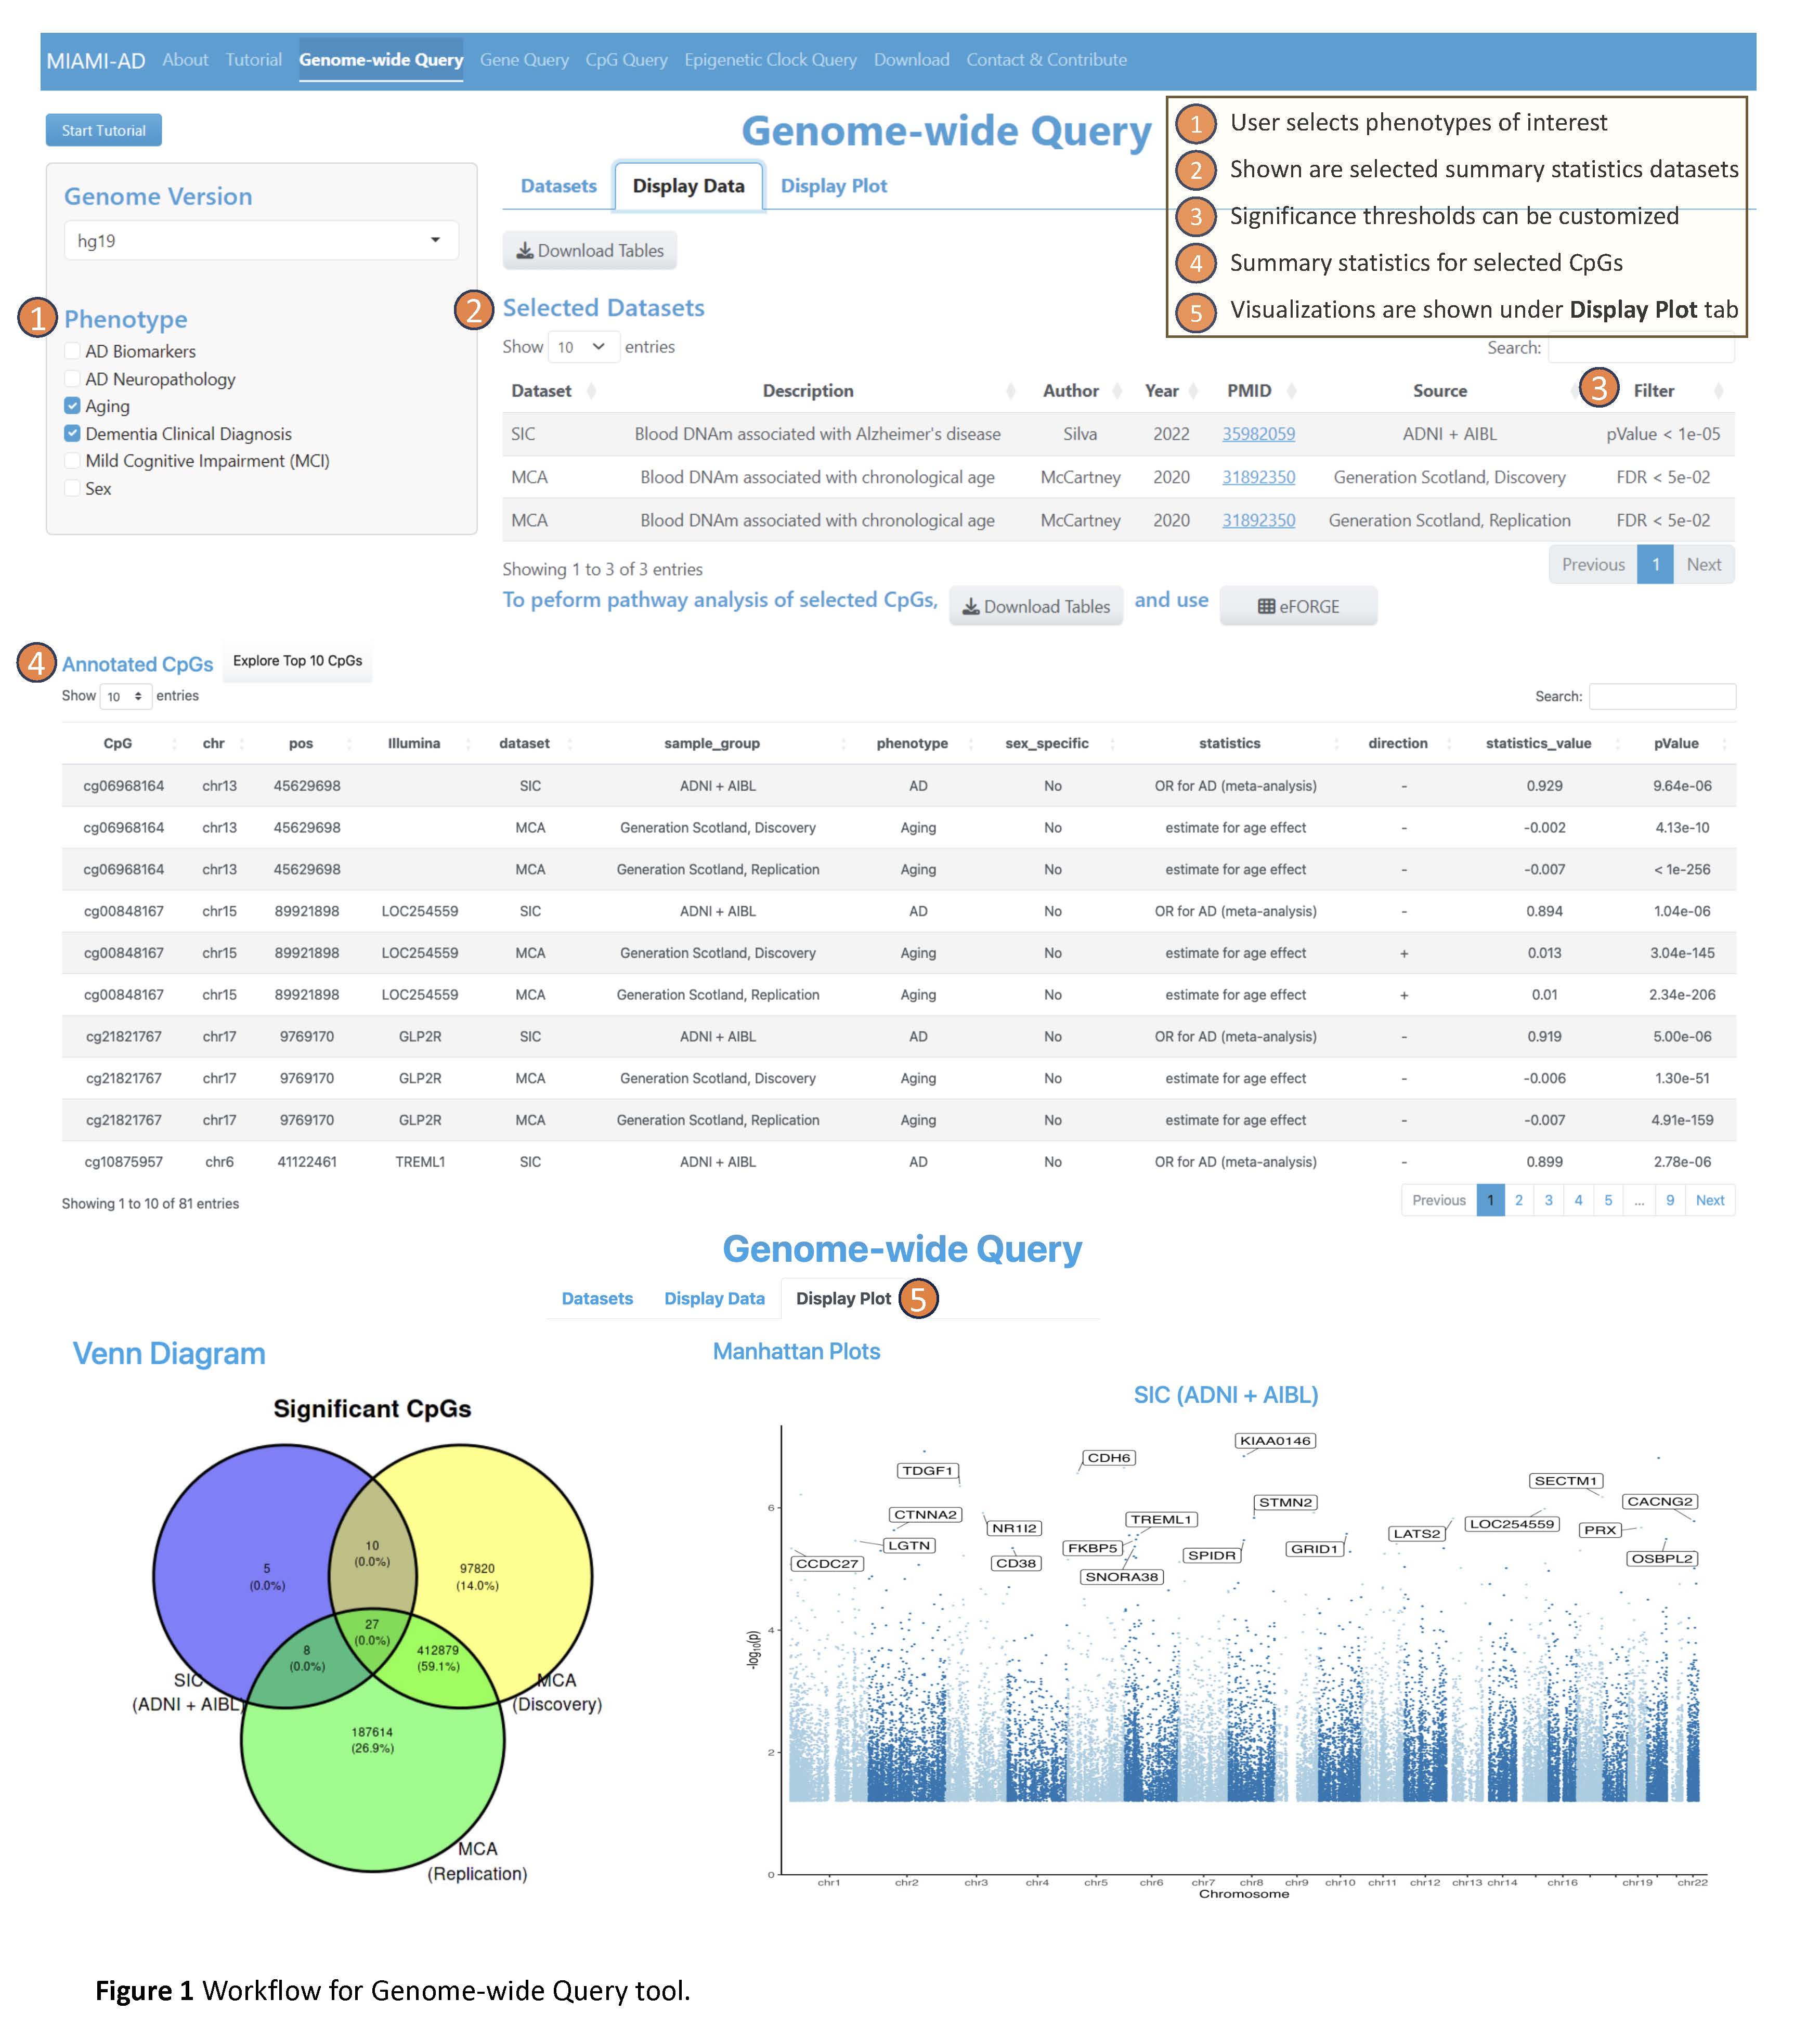 MIAMI-AD About Tutorial Genome-wide Query Gene Query CpG Query Epigenetic Clock Query Download Contact & Contribute
Start Tutorial
Genome-wide Query
1 User selects phenotypes of interest
2 Shown are selected summary statistics datasets
3 Significance thresholds can be customized
4 Summary statistics for selected CpGs
5 Visualizations are shown under Display Plot tab
Genome Version
hg19
1 Phenotype
AD Biomarkers
AD Neuropathology
Aging
Dementia Clinical Diagnosis
Mild Cognitive Impairment (MCI)
Sex
Datasets Display Data Display Plot
Download Tables
2 Selected Datasets
Show 10 entries
Search:
Dataset Description Author Year PMID Source 3 Filter
SIC Blood DNAm associated with Alzheimer's disease Silva 2022 35982059 ADNI + AIBL pValue < 1e-05
MCA Blood DNAm associated with chronological age McCartney 2020 31892350 Generation Scotland, Discovery FDR < 5e-02
MCA Blood DNAm associated with chronological age McCartney 2020 31892350 Generation Scotland, Replication FDR < 5e-02
Showing 1 to 3 of 3 entries
Previous 1 Next
To peform pathway analysis of selected CpGs, Download Tables and use eFORGE
4 Annotated CpGs Explore Top 10 CpGs
Show 10 entries
Search:
CpG chr pos Illumina dataset sample_group phenotype sex_specific statistics direction statistics_value pValue
cg06968164 chr13 45629698 SIC ADNI + AIBL AD No OR for AD (meta-analysis) - 0.929 9.64e-06
cg06968164 chr13 45629698 MCA Generation Scotland, Discovery Aging No estimate for age effect - -0.002 4.13e-10
cg06968164 chr13 45629698 MCA Generation Scotland, Replication Aging No estimate for age effect - -0.007 < 1e-256
cg00848167 chr15 89921898 LOC254559 SIC ADNI + AIBL AD No OR for AD (meta-analysis) - 0.894 1.04e-06
cg00848167 chr15 89921898 LOC254559 MCA Generation Scotland, Discovery Aging No estimate for age effect + 0.013 3.04e-145
cg00848167 chr15 89921898 LOC254559 MCA Generation Scotland, Replication Aging No estimate for age effect + 0.01 2.34e-206
cg21821767 chr17 9769170 GLP2R SIC ADNI + AIBL AD No OR for AD (meta-analysis) - 0.919 5.00e-06
cg21821767 chr17 9769170 GLP2R MCA Generation Scotland, Discovery Aging No estimate for age effect - -0.006 1.30e-51
cg21821767 chr17 9769170 GLP2R MCA Generation Scotland, Replication Aging No estimate for age effect - -0.007 4.91e-159
cg10875957 chr6 41122461 TREML1 SIC ADNI + AIBL AD No OR for AD (meta-analysis) - 0.899 2.78e-06
Showing 1 to 10 of 81 entries
Previous 1 2 3 4 5 ... 9 Next
Genome-wide Query
Datasets Display Data Display Plot 5
Venn Diagram
Significant CpGs
10
(0.0%)
5
(0.0%)
97820
(14.0%)
27
(0.0%)
8
(0.0%)
412879
(59.1%)
SIC
(ADNI + AIBL)
MCA
(Discovery)
187614
(26.9%)
MCA
(Replication)
Manhattan Plots
SIC (ADNI + AIBL)
KIAA0146
CDH6
TDGF1
SECTM1
STMN2
CACNG2
CTNNA2
TREML1
NR1I2
LOC254559
PRX
LATS2
LGTN
FKBP5
GRID1
SPIDR
CCDC27
CD38
OSBPL2
SNORA38
-log10(p)
6
4
2
0
chr1 chr2 chr3 chr4 chr5 chr6 chr7 chr8 chr9 chr10 chr11 chr12 chr13 chr14 chr16 chr19 chr22
Chromosome
Figure 1 Workflow for Genome-wide Query tool.